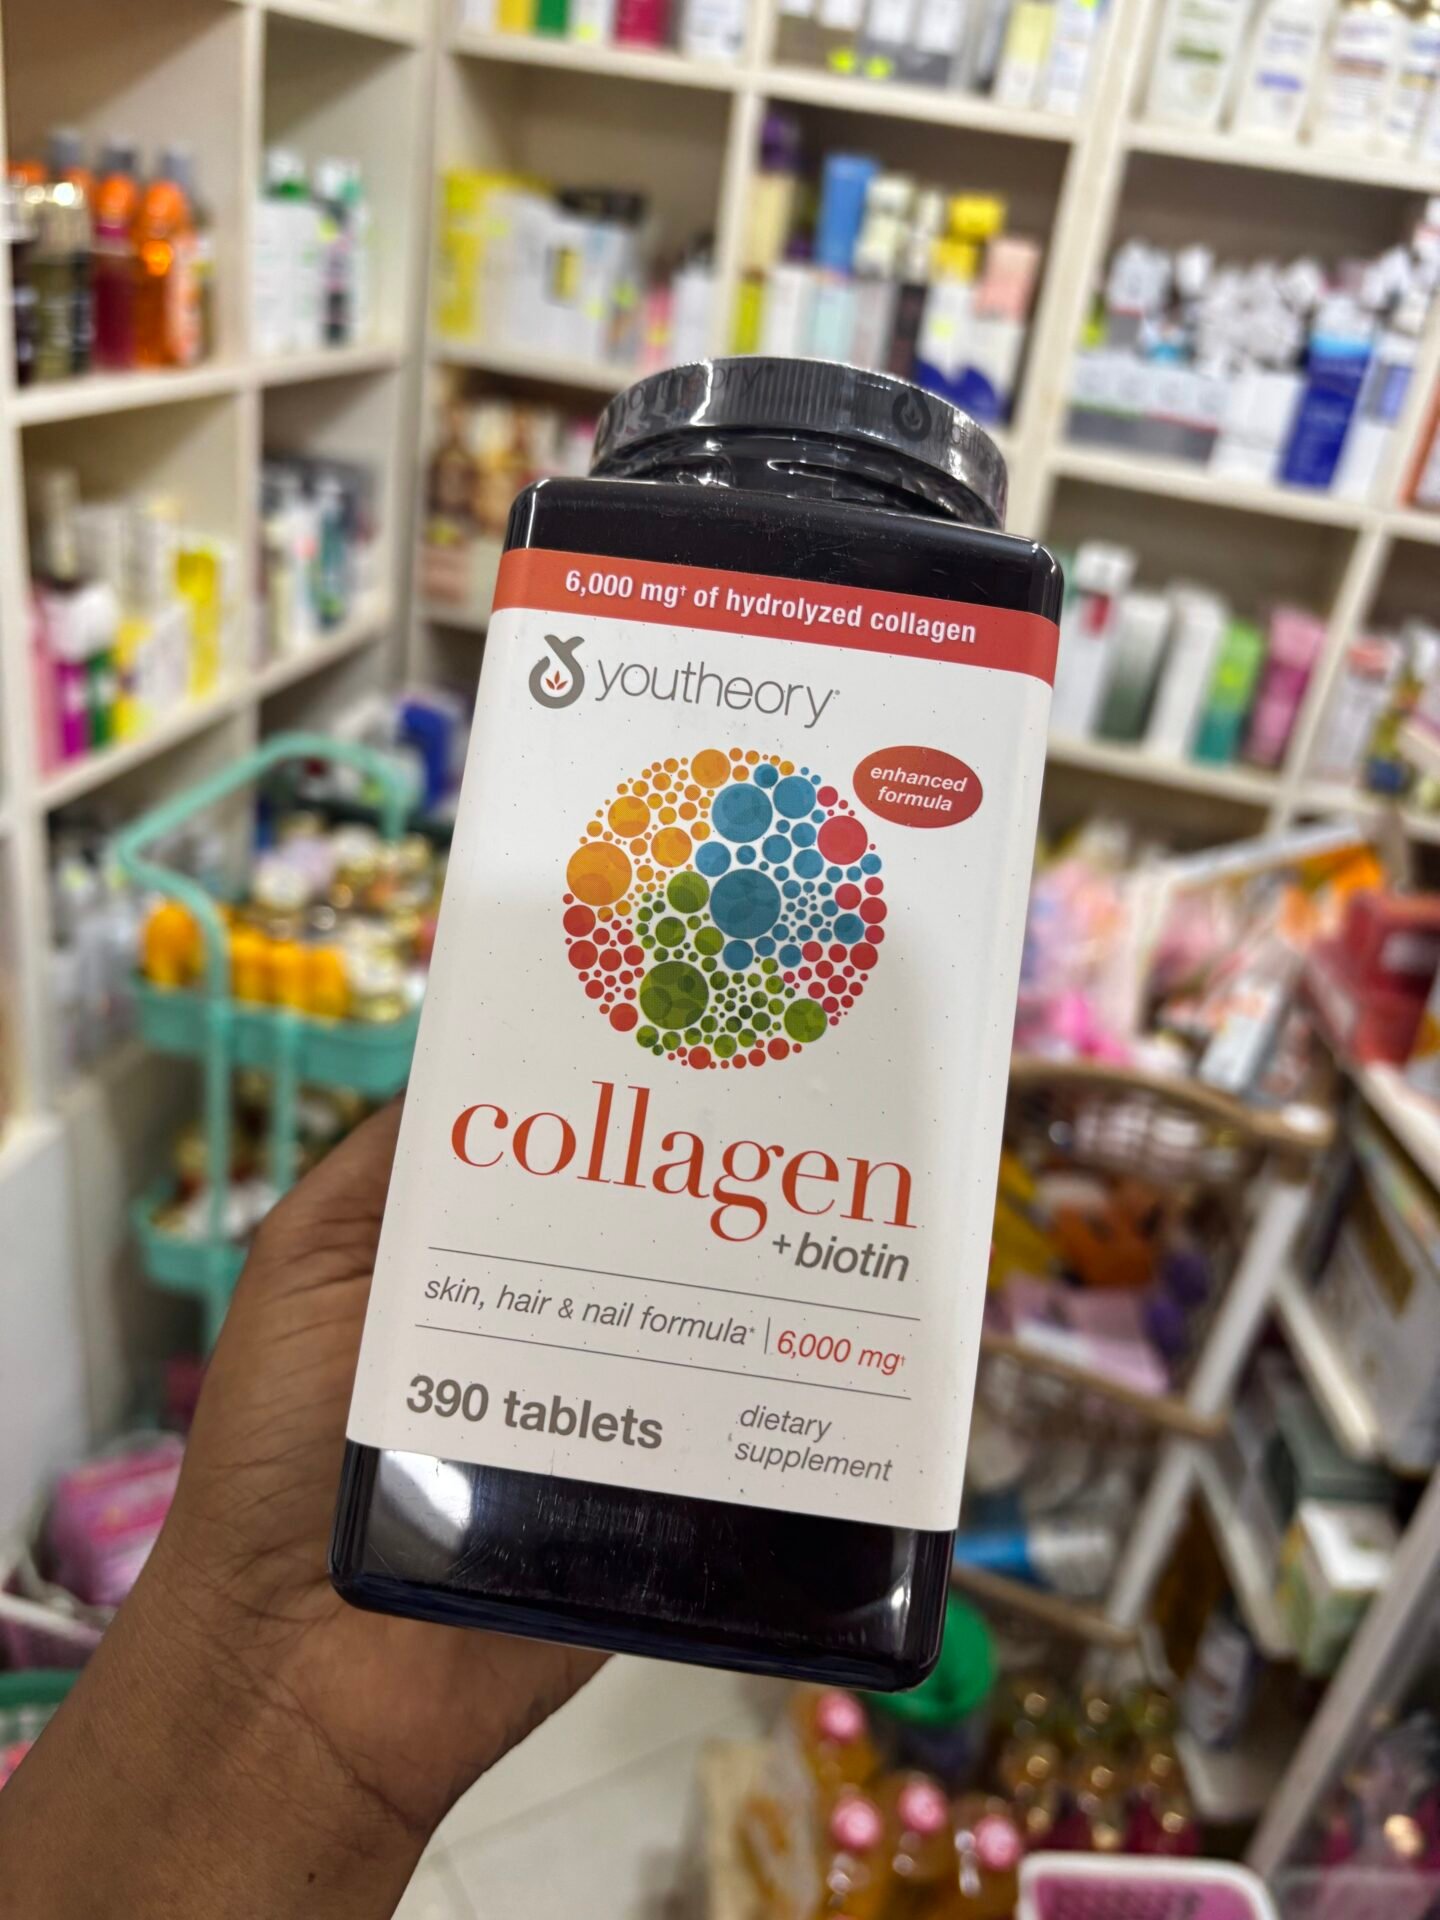 6,000 mg† of hydrolyzed collagen
youtheory®
enhanced
formula
collagen
+biotin
skin, hair & nail formula* | 6,000 mg†
390 tablets
dietary
supplement